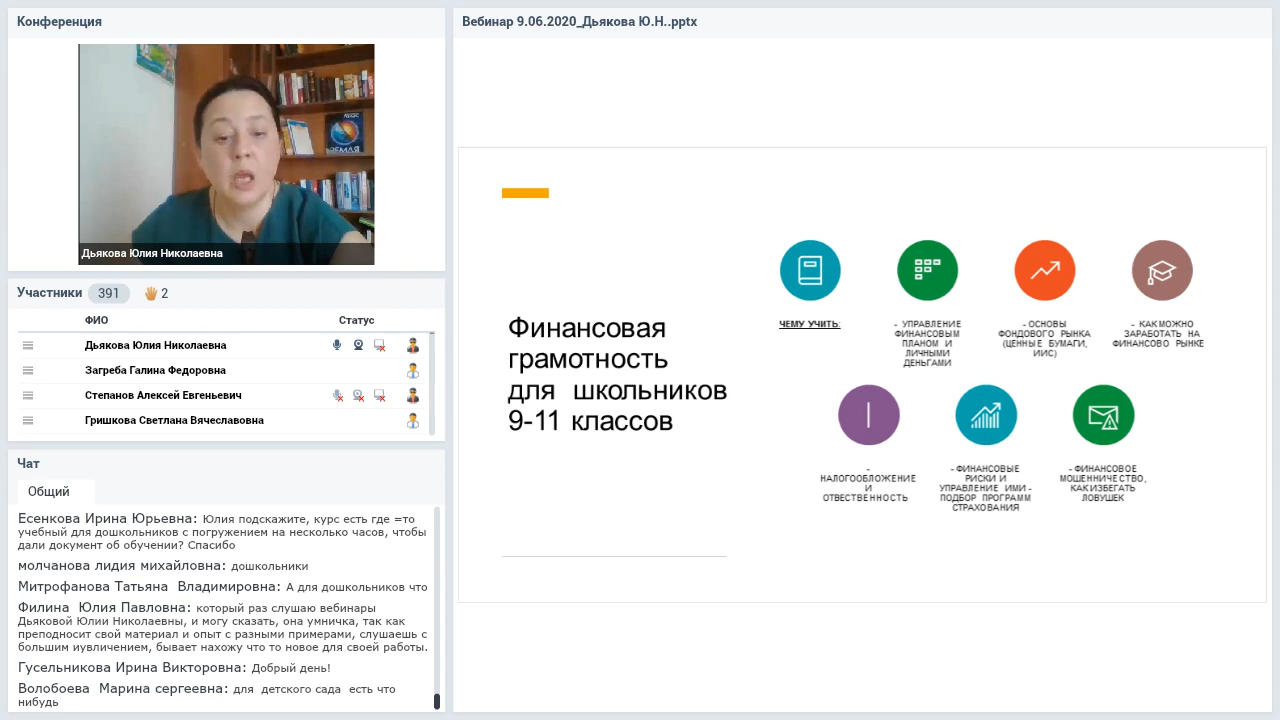 Конференция
ЗЕМЛЯ
Дьякова Юлия Николаевна
Участники 391 2
ФИО Статус
Дьякова Юлия Николаевна
Загреба Галина Федоровна
Степанов Алексей Евгеньевич
Гришкова Светлана Вячеславовна
Чат
Общий
Есенкова Ирина Юрьевна: Юлия подскажите, курс есть где =то
учебный для дошкольников с погружением на несколько часов, чтобы
дали документ об обучении? Спасибо
молчанова лидия михайловна: дошкольники
Митрофанова Татьяна Владимировна: А для дошкольников что
Филина Юлия Павловна: который раз слушаю вебинары
Дьяковой Юлии Николаевны, и могу сказать, она умничка, так как
преподносит свой материал и опыт с разными примерами, слушаешь с
большим иувличением, бывает нахожу что то новое для своей работы.
Гусельникова Ирина Викторовна: Добрый день!
Волобоева Марина сергеевна: для детского сада есть что
нибудь
Вебинар 9.06.2020_Дьякова Ю.Н..pptx
Финансовая
грамотность
для школьников
9-11 классов
ЧЕМУ УЧИТЬ:
- УПРАВЛЕНИЕ
ФИНАНСОВЫМ
ПЛАНОМ И
ЛИЧНЫМИ
ДЕНЬГАМИ
- ОСНОВЫ
ФОНДОВОГО РЫНКА
(ЦЕННЫЕ БУМАГИ,
ИИС)
- КАК МОЖНО
ЗАРАБОТАТЬ НА
ФИНАНСОВО РЫНКЕ
-
НАЛОГООБЛОЖЕНИЕ
И
ОТВЕСТВЕННОСТЬ
- ФИНАНСОВЫЕ
РИСКИ И
УПРАВЛЕНИЕ ИМИ -
ПОДБОР ПРОГРАММ
СТРАХОВАНИЯ
- ФИНАНСОВОЕ
МОШЕННИЧЕСТВО,
КАК ИЗБЕГАТЬ
ЛОВУШЕК